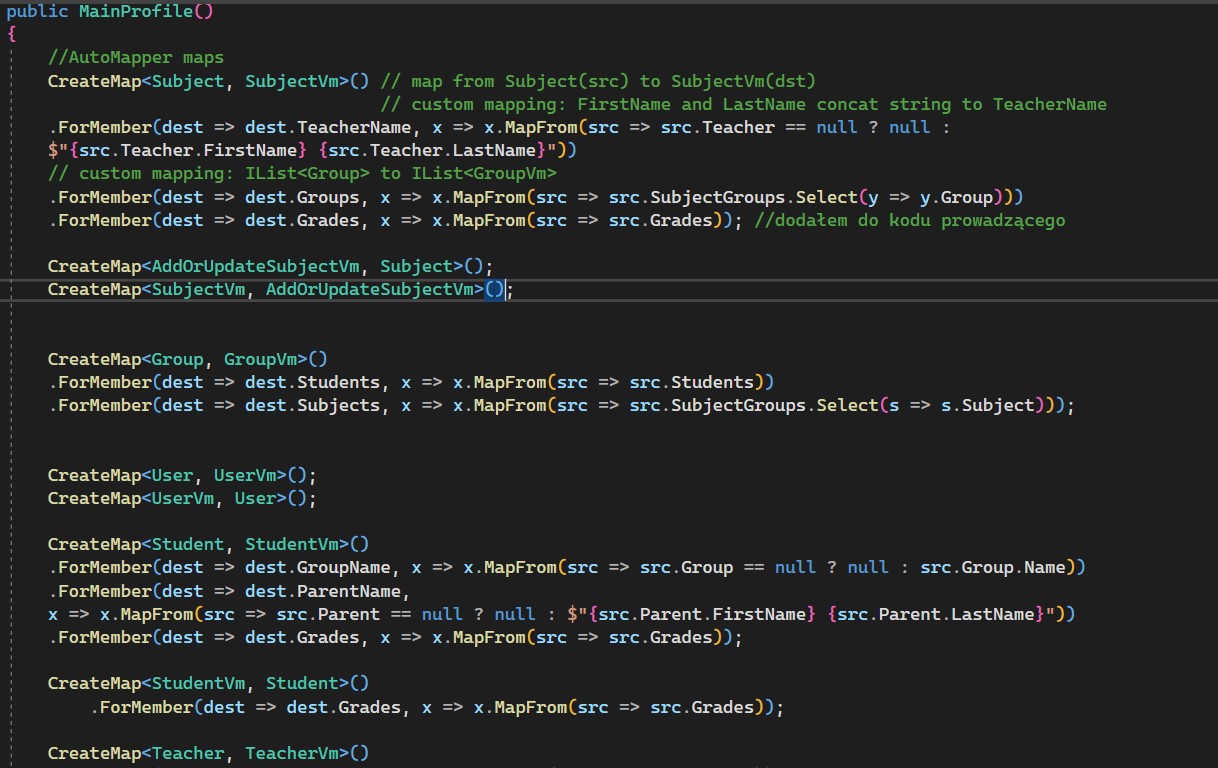 public MainProfile()
{
//AutoMapper maps
CreateMap<Subject, SubjectVm>() // map from Subject(src) to SubjectVm(dst)
// custom mapping: FirstName and LastName concat string to TeacherName
.ForMember(dest => dest.TeacherName, x => x.MapFrom(src => src.Teacher == null ? null :
$"{src.Teacher.FirstName} {src.Teacher.LastName}"))
// custom mapping: IList<Group> to IList<GroupVm>
.ForMember(dest => dest.Groups, x => x.MapFrom(src => src.SubjectGroups.Select(y => y.Group)))
.ForMember(dest => dest.Grades, x => x.MapFrom(src => src.Grades)); //dodałem do kodu prowadzącego
CreateMap<AddOrUpdateSubjectVm, Subject>();
CreateMap<SubjectVm, AddOrUpdateSubjectVm>();
CreateMap<Group, GroupVm>()
.ForMember(dest => dest.Students, x => x.MapFrom(src => src.Students))
.ForMember(dest => dest.Subjects, x => x.MapFrom(src => src.SubjectGroups.Select(s => s.Subject)));
CreateMap<User, UserVm>();
CreateMap<UserVm, User>();
CreateMap<Student, StudentVm>()
.ForMember(dest => dest.GroupName, x => x.MapFrom(src => src.Group == null ? null : src.Group.Name))
.ForMember(dest => dest.ParentName,
x => x.MapFrom(src => src.Parent == null ? null : $"{src.Parent.FirstName} {src.Parent.LastName}"))
.ForMember(dest => dest.Grades, x => x.MapFrom(src => src.Grades));
CreateMap<StudentVm, Student>()
.ForMember(dest => dest.Grades, x => x.MapFrom(src => src.Grades));
CreateMap<Teacher, TeacherVm>()